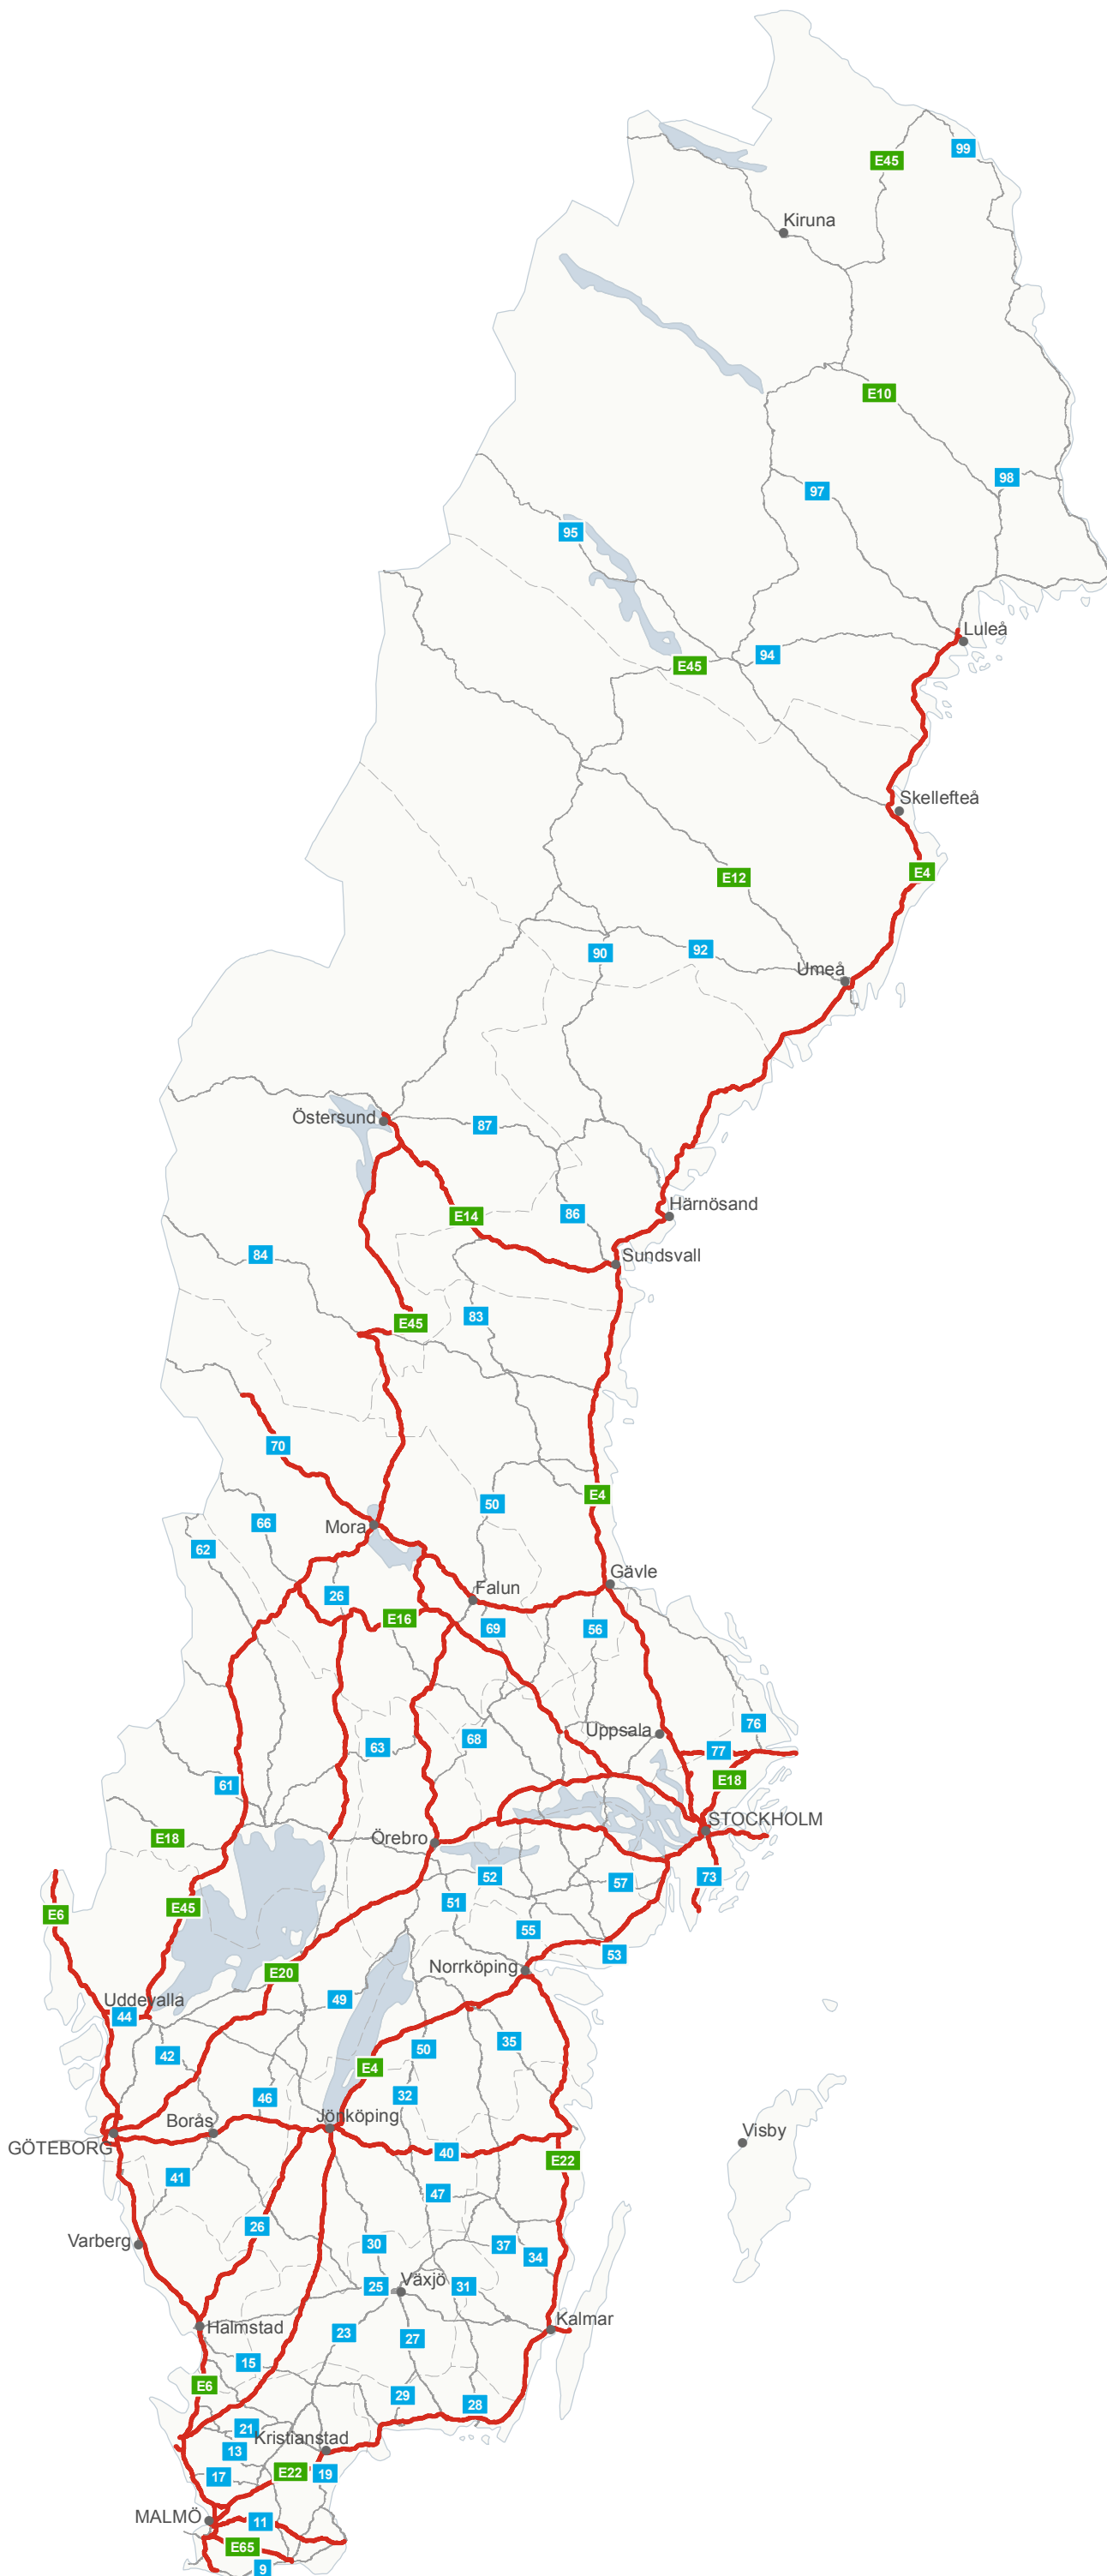 99
E45
Kiruna
E10
98
97
95
Luleå
94
E45
Skellefteå
E4
E12
92
90
Umeå
Östersund
87
Härnösand
86
E14
84
Sundsvall
83
E45
70
E4
50
66
Mora
62
Gävle
Falun
26
E16
69
56
76
Uppsala
68
63
77
E18
61
STOCKHOLM
E18
Örebro
52
73
57
51
E45
E6
55
53
Norrköping
E20
49
Uddevalla
44
35
50
42
E4
32
46
Jönköping
Borås
Visby
GÖTEBORG
40
E22
41
47
26
Varberg
30
37
34
25
Växjö
31
Kalmar
Halmstad
23
27
15
E6
29
28
21
Kristianstad
13
E22
19
17
MALMÖ
11
E65
9